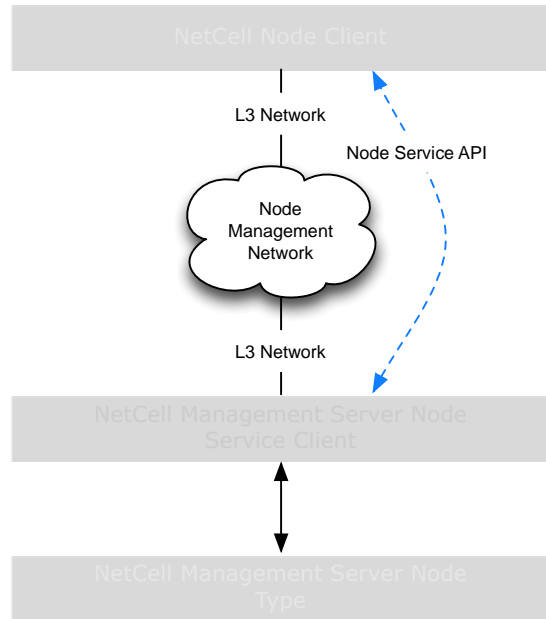 NetCell Node Client
L3 Network
Node Service API
Node
Management
Network
L3 Network
NetCell Management Server Node
Service Client
NetCell Management Server Node
Type